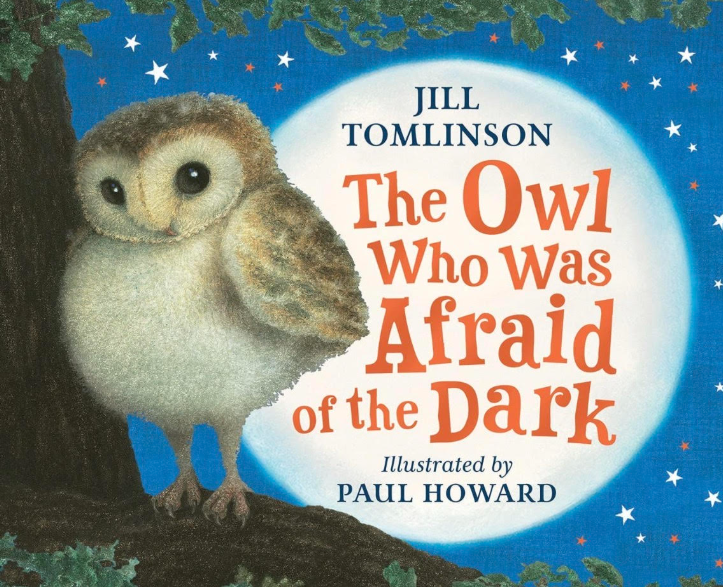 JILL
TOMLINSON
The Owl
Who Was
Afraid
of the Dark
Illustrated by
PAUL HOWARD